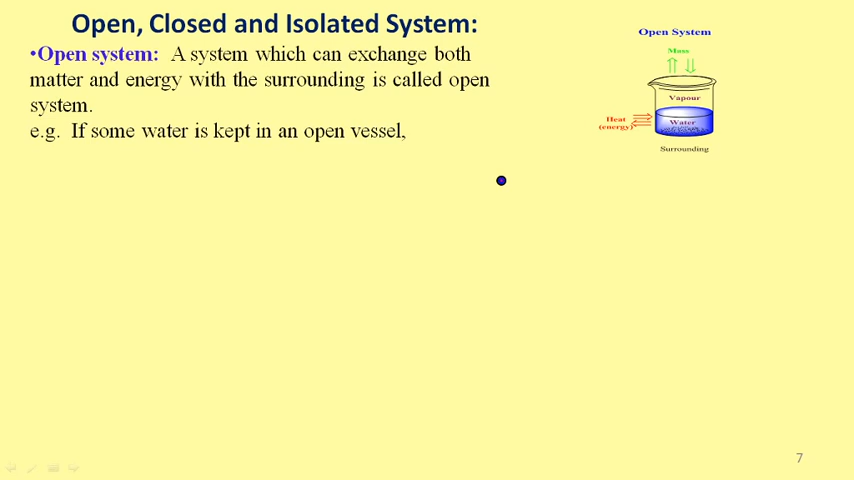 Open, Closed and Isolated System:
•Open system: A system which can exchange both
matter and energy with the surrounding is called open
system.
e.g. If some water is kept in an open vessel,
Open System
Mass
Vapour
Heat
(energy)
Water
Surrounding
7